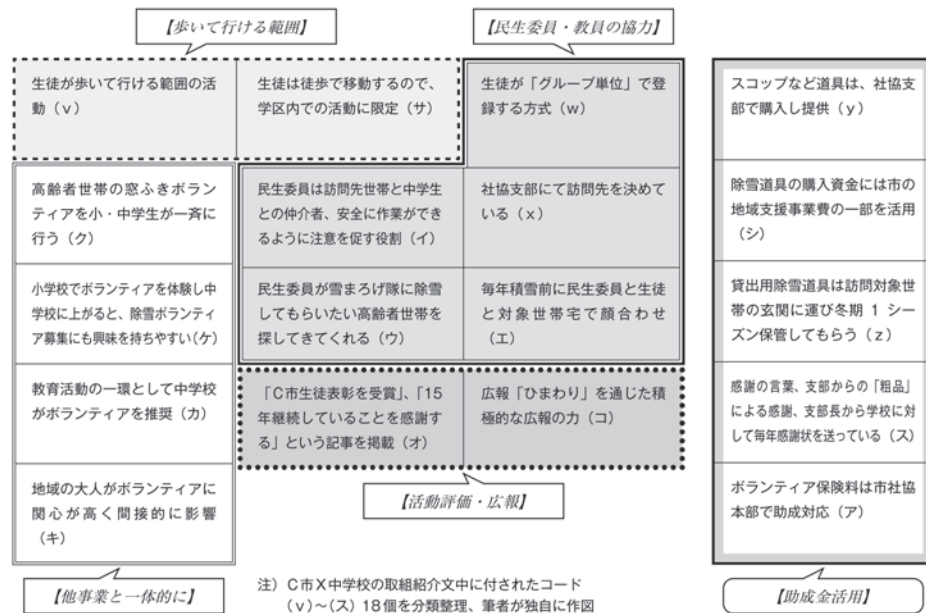 【歩いて行ける範囲】
【民生委員・教員の協力】
生徒が歩いて行ける範囲の活
動（ｖ）
生徒は徒歩で移動するので、
学区内での活動に限定（サ）
生徒が「グループ単位」で登
録する方式（ｗ）
スコップなど道具は、社協支
部で購入し提供（ｙ）
高齢者世帯の窓ふきボラン
ティアを小・中学生が一斉に
行う（ク）
民生委員は訪問先世帯と中学生
との仲介者、安全に作業ができ
るように注意を促す役割（イ）
社協支部にて訪問先を決めて
いる（ｘ）
除雪道具の購入資金には市の
地域支援事業費の一部を活用
（シ）
小学校でボランティアを体験し中
学校に上がると、除雪ボランティ
ア募集にも興味を持ちやすい（ケ）
民生委員が雪まろげ隊に除雪
してもらいたい高齢者世帯を
探してきてくれる（ウ）
毎年積雪前に民生委員と生徒
と対象世帯宅で顔合わせ
（エ）
貸出用除雪道具は訪問対象世
帯の玄関に運び冬期 1 シー
ズン保管してもらう（ｚ）
教育活動の一環として中学校
がボランティアを推奨（カ）
「Ｃ市生徒表彰を受賞」、「15
年継続していることを感謝す
る」という記事を掲載（オ）
広報「ひまわり」を通じた積
極的な広報の力（コ）
感謝の言葉、支部からの「粗品」
による感謝、支部長から学校に対
して毎年感謝状を送っている（ス）
地域の大人がボランティアに
関心が高く間接的に影響
（キ）
【活動評価・広報】
ボランティア保険料は市社協
本部で助成対応（ア）
【他事業と一体的に】
注）Ｃ市Ｘ中学校の取組紹介文中に付されたコード
（ｖ）～（ス）18個を分類整理、筆者が独自に作図
【助成金活用】